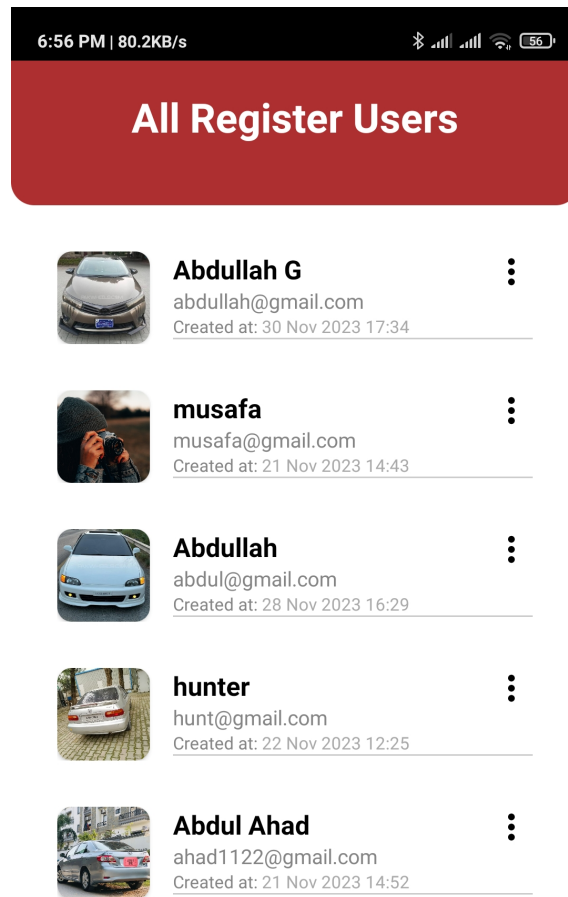 6:56 PM | 80.2KB/s
56
All Register Users
Abdullah G
abdullah@gmail.com
Created at: 30 Nov 2023 17:34
musafa
musafa@gmail.com
Created at: 21 Nov 2023 14:43
Abdullah
abdul@gmail.com
Created at: 28 Nov 2023 16:29
hunter
hunt@gmail.com
Created at: 22 Nov 2023 12:25
Abdul Ahad
ahad1122@gmail.com
Created at: 21 Nov 2023 14:52